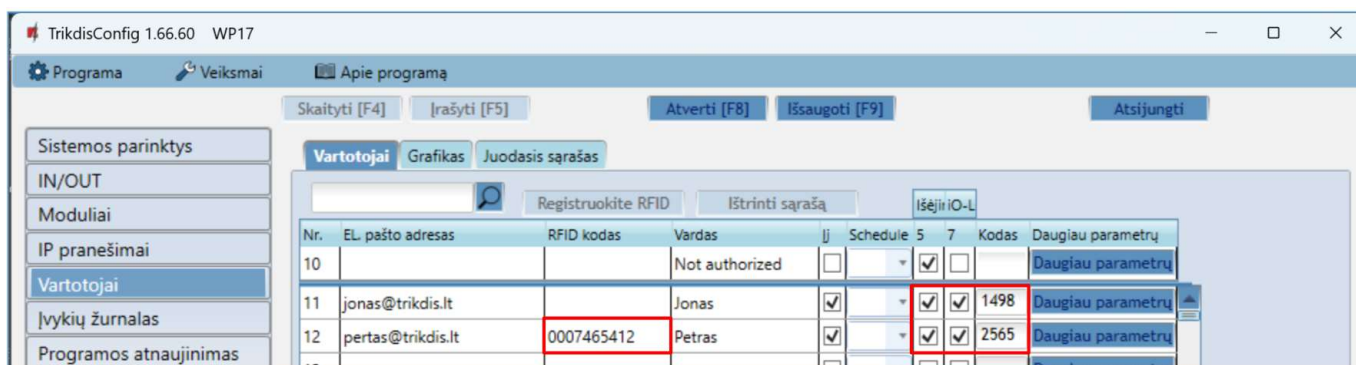 TrikdisConfig 1.66.60 WP17
Programa Veiksmai Apie programą
Skaityti [F4] Įrašyti [F5] Atverti [F8] Išsaugoti [F9] Atsijungti
Sistemos parinktys
IN/OUT
Moduliai
IP pranešimai
Vartotojai
Įvykių žurnalas
Programos atnaujinimas
Vartotojai Grafikas Juodasis sąrašas
Registruokite RFID Ištrinti sąrašą Išėjir iO-L
Nr. EL. pašto adresas RFID kodas Vardas Įj Schedule 5 7 Kodas Daugiau parametrų
10 Not authorized Daugiau parametrų
11 jonas@trikdis.lt Jonas 1498 Daugiau parametrų
12 pertas@trikdis.lt 0007465412 Petras 2565 Daugiau parametrų